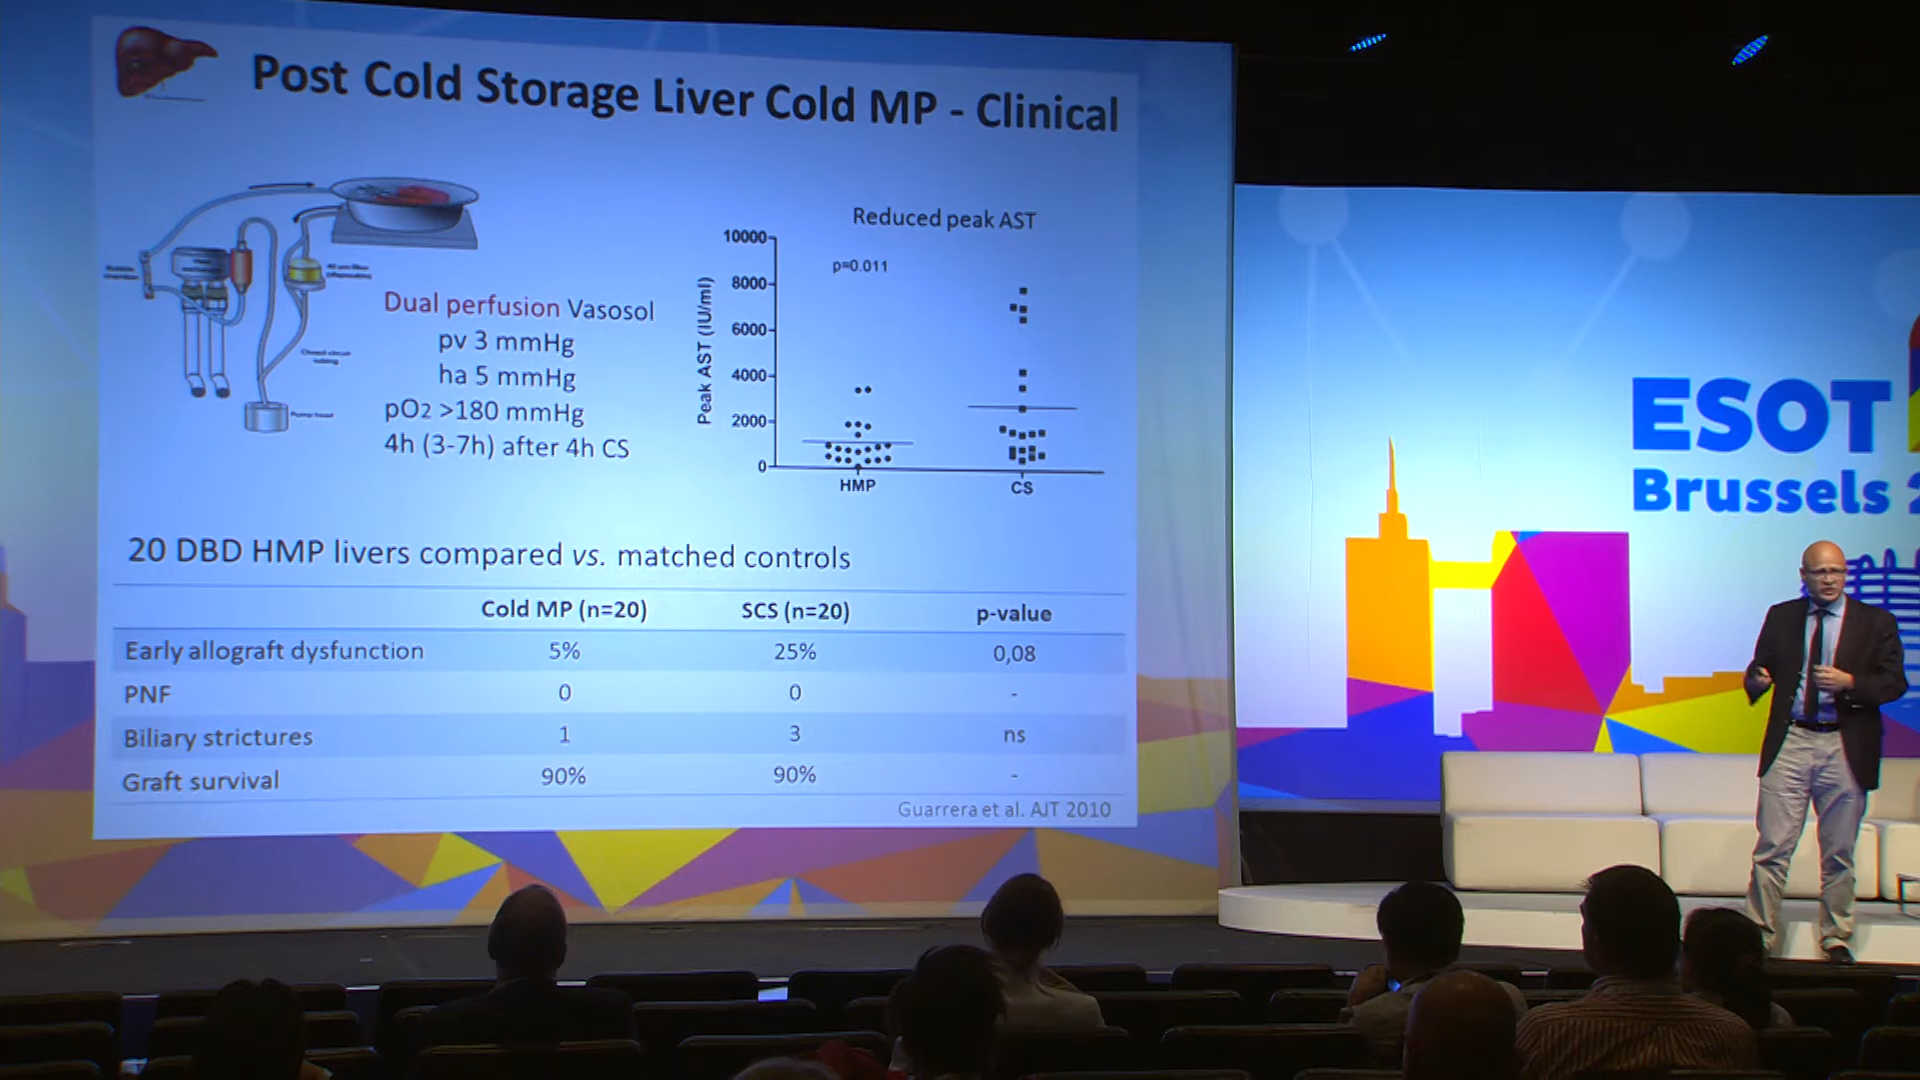 Post Cold Storage Liver Cold MP - Clinical
Dual perfusion Vasosol
pv 3 mmHg
ha 5 mmHg
pO2 >180 mmHg
4h (3-7h) after 4h CS
Reduced peak AST
p=0.011
Peak AST (IU/ml)
10000
8000
6000
4000
2000
0
HMP CS
20 DBD HMP livers compared vs. matched controls
Cold MP (n=20) SCS (n=20) p-value
Early allograft dysfunction 5% 25% 0,08
PNF 0 0 -
Biliary strictures 1 3 ns
Graft survival 90% 90% -
Guarrera et al. AJT 2010
ESOT
Brussels